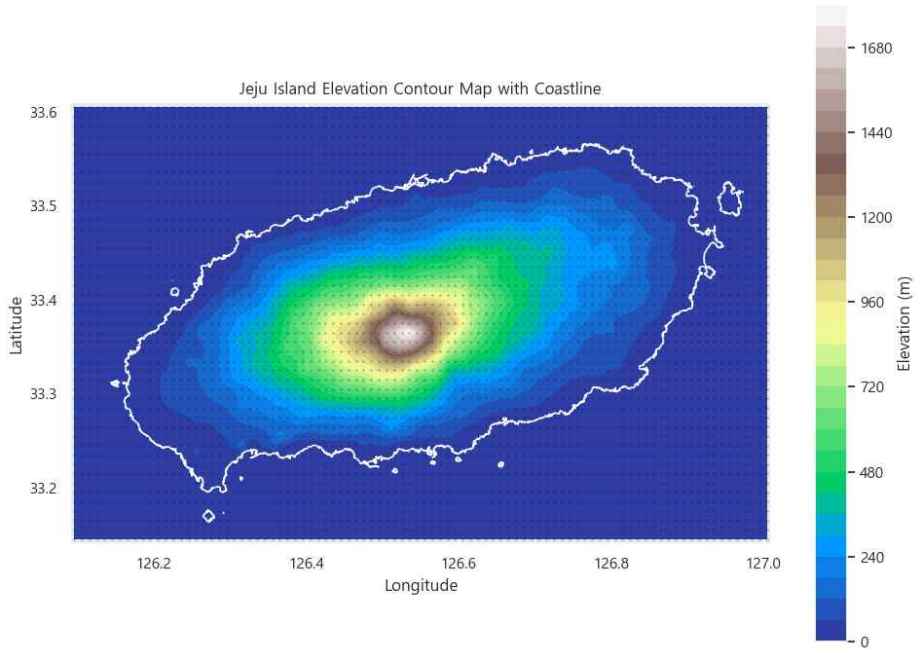 Jeju Island Elevation Contour Map with Coastline
33.6
33.5
33.4
33.3
33.2
Latitude
126.2 126.4 126.6 126.8 127.0
Longitude
1680
1440
1200
960
720
480
240
0
Elevation (m)